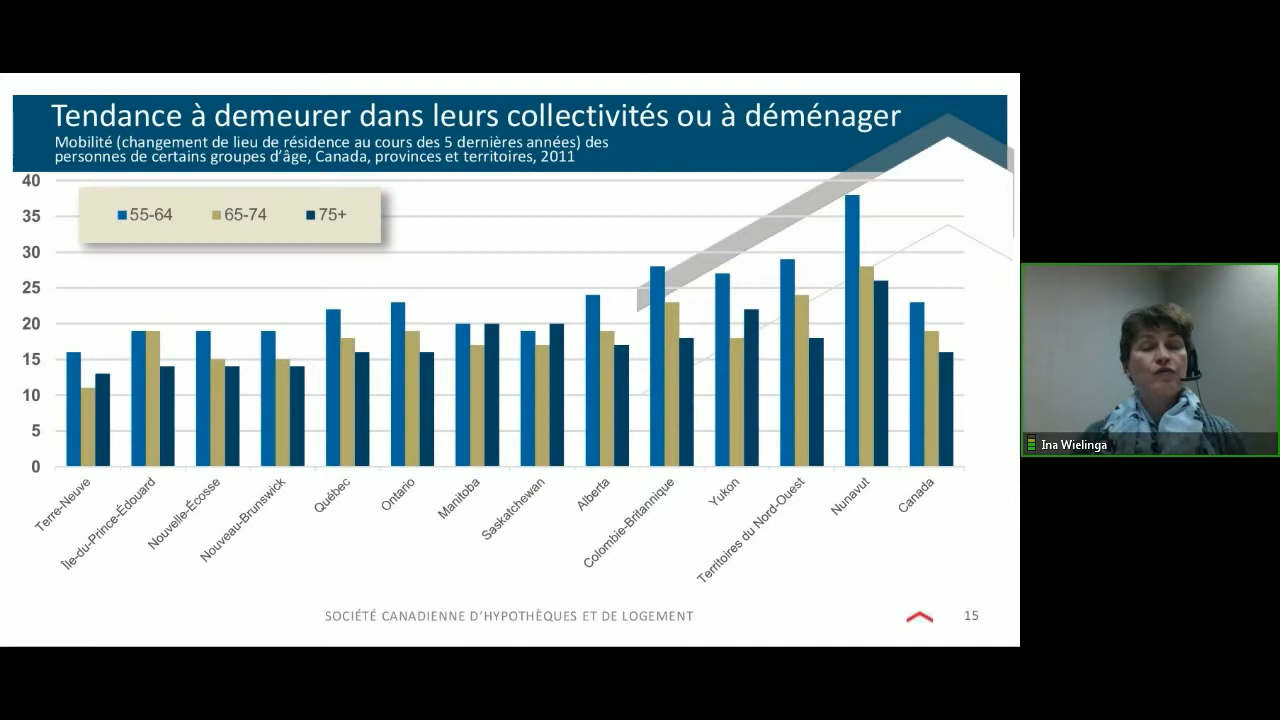 Tendance à demeurer dans leurs collectivités ou à déménager
Mobilité (changement de lieu de résidence au cours des 5 dernières années) des
personnes de certains groupes d'âge, Canada, provinces et territoires, 2011
40
35
30
25
20
15
10
5
0
55-64 65-74 75+
Terre-Neuve
Île-du-Prince-Édouard
Nouvelle-Écosse
Nouveau-Brunswick
Québec
Ontario
Manitoba
Saskatchewan
Alberta
Colombie-Britannique
Yukon
Territoires du Nord-Ouest
Nunavut
Canada
SOCIÉTÉ CANADIENNE D'HYPOTHÈQUES ET DE LOGEMENT
15
Ina Wielinga